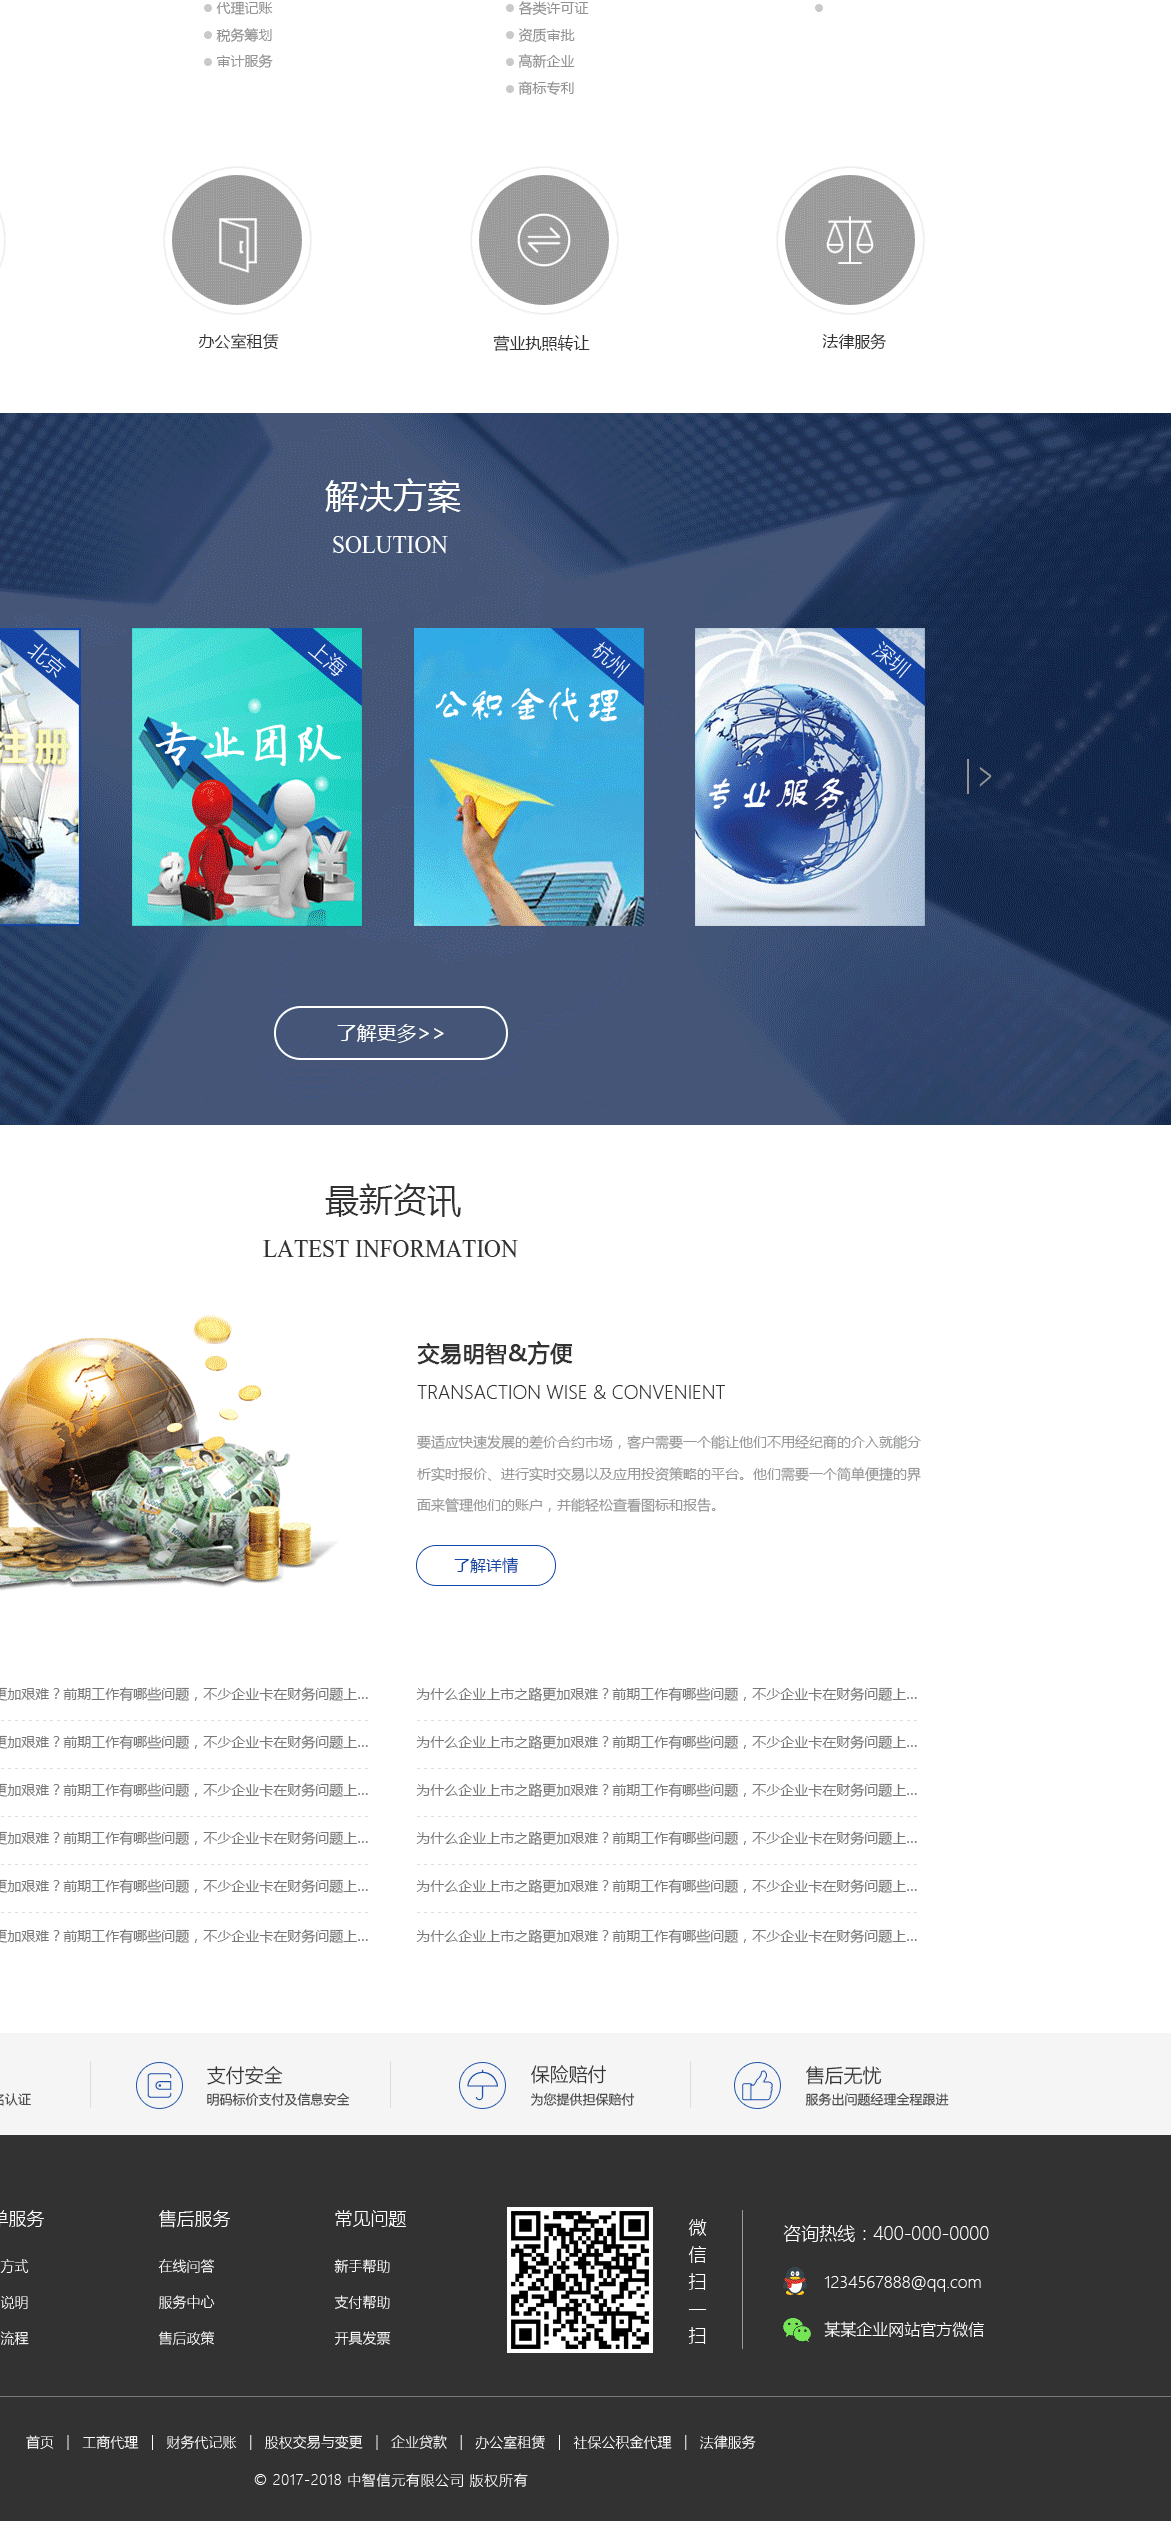 代理记账
各类许可证
税务筹划
资质审批
审计服务
高新企业
商标专利
办公室租赁
营业执照转让
法律服务
解决方案
SOLUTION
北京
上海
杭州
深圳
注册
专业团队
公积金代理
专业服务
了解更多>>
最新资讯
LATEST INFORMATION
交易明智&方便
TRANSACTION WISE & CONVENIENT
要适应快速发展的差价合约市场，客户需要一个能让他们不用经纪商的介入就能分
析实时报价、进行实时交易以及应用投资策略的平台。他们需要一个简单便捷的界
面来管理他们的账户，并能轻松查看图标和报告。
了解详情
更加艰难？前期工作有哪些问题，不少企业卡在财务问题上...
为什么企业上市之路更加艰难？前期工作有哪些问题，不少企业卡在财务问题上...
更加艰难？前期工作有哪些问题，不少企业卡在财务问题上...
为什么企业上市之路更加艰难？前期工作有哪些问题，不少企业卡在财务问题上...
更加艰难？前期工作有哪些问题，不少企业卡在财务问题上...
为什么企业上市之路更加艰难？前期工作有哪些问题，不少企业卡在财务问题上...
更加艰难？前期工作有哪些问题，不少企业卡在财务问题上...
为什么企业上市之路更加艰难？前期工作有哪些问题，不少企业卡在财务问题上...
更加艰难？前期工作有哪些问题，不少企业卡在财务问题上...
为什么企业上市之路更加艰难？前期工作有哪些问题，不少企业卡在财务问题上...
更加艰难？前期工作有哪些问题，不少企业卡在财务问题上...
为什么企业上市之路更加艰难？前期工作有哪些问题，不少企业卡在财务问题上...
名认证
支付安全
明码标价支付及信息安全
保险赔付
为您提供担保赔付
售后无忧
服务出问题经理全程跟进
单服务
方式
说明
流程
售后服务
在线问答
服务中心
售后政策
常见问题
新手帮助
支付帮助
开具发票
微信扫一扫
咨询热线：400-000-0000
1234567888@qq.com
某某企业网站官方微信
首页 | 工商代理 | 财务代记账 | 股权交易与变更 | 企业贷款 | 办公室租赁 | 社保公积金代理 | 法律服务
© 2017-2018 中智信元有限公司 版权所有